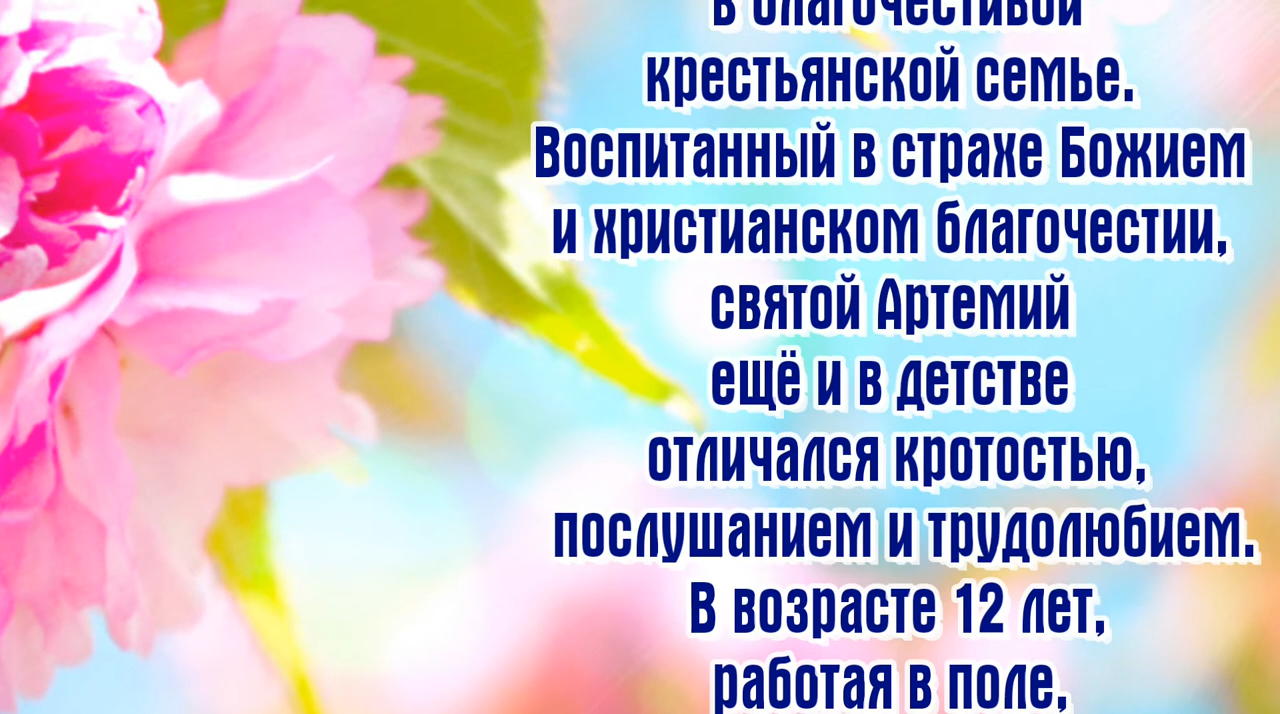 в благочестивой
крестьянской семье.
Воспитанный в страхе Божием
и христианском благочестии,
святой Артемий
ещё и в детстве
отличался кротостью,
послушанием и трудолюбием.
В возрасте 12 лет,
работая в поле,